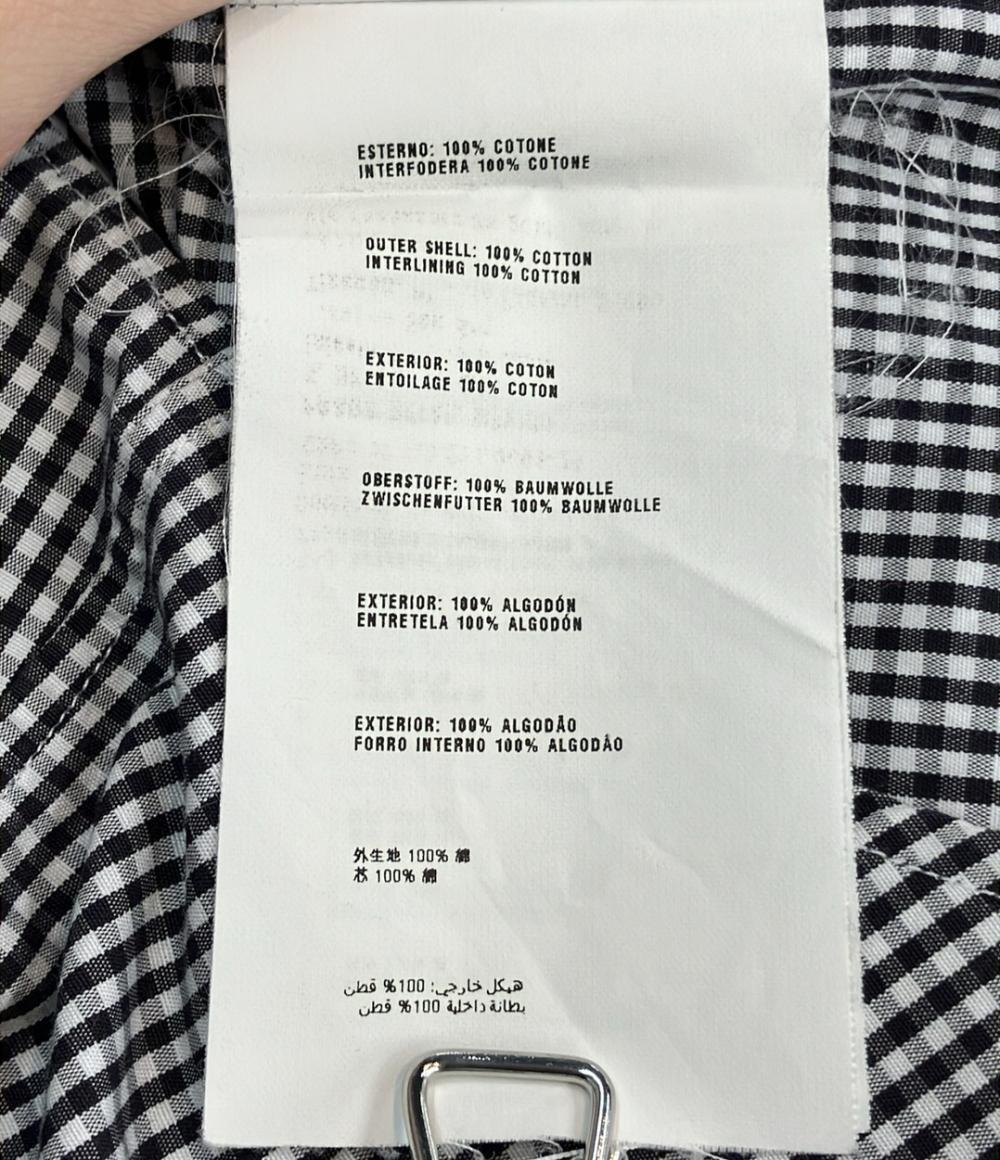 ESTERNO: 100% COTONE
INTERFODERA 100% COTONE
OUTER SHELL: 100% COTTON
INTERLINING 100% COTTON
EXTERIOR: 100% COTON
ENTOILAGE 100% COTON
OBERSTOFF: 100% BAUMWOLLE
ZWISCHENFUTTER 100% BAUMWOLLE
EXTERIOR: 100% ALGODÓN
ENTRETELA 100% ALGODÓN
EXTERIOR: 100% ALGODÃO
FORRO INTERNO 100% ALGODÃO
外生地 100% 綿
芯 100% 綿
هيكل خارجي: 100% قطن
بطانة داخلية 100% قطن